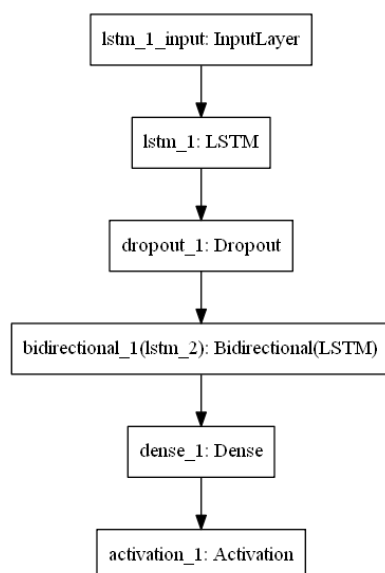 lstm_1_input: InputLayer
lstm_1: LSTM
dropout_1: Dropout
bidirectional_1(lstm_2): Bidirectional(LSTM)
dense_1: Dense
activation_1: Activation